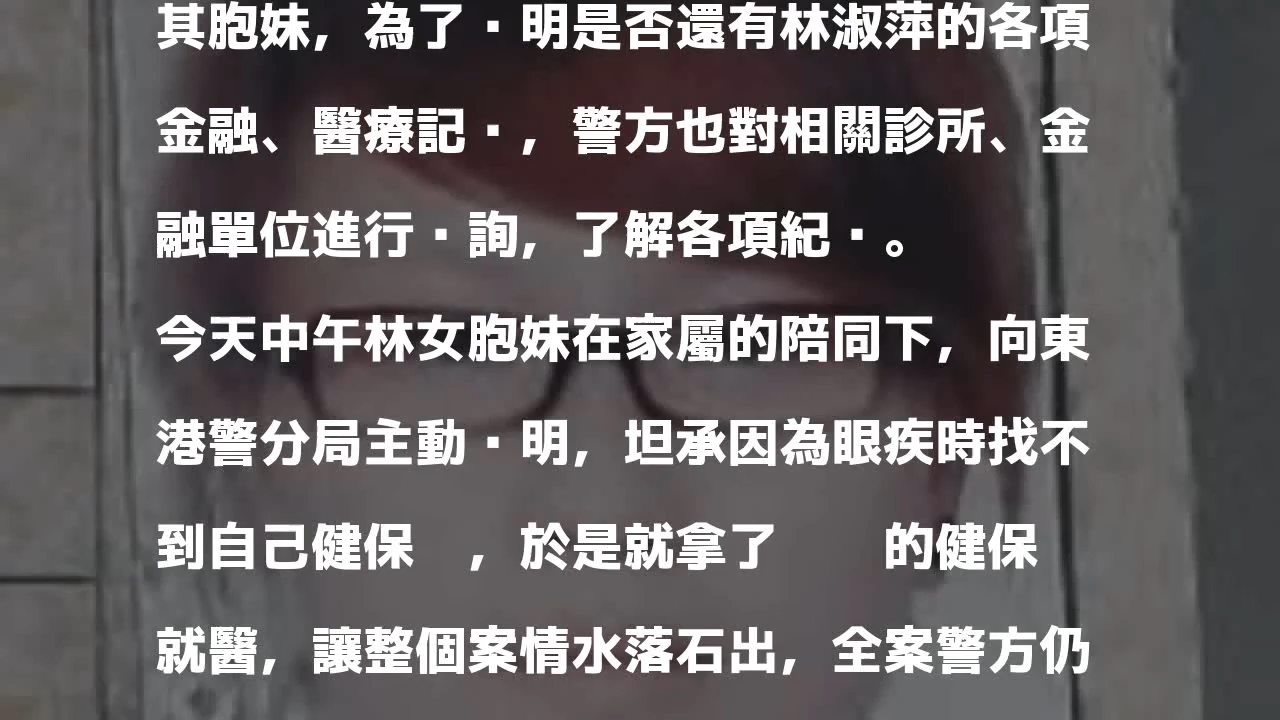 其胞妹，為了·明是否還有林淑萍的各項
金融、醫療記·，警方也對相關診所、金
融單位進行·詢，了解各項紀·。
今天中午林女胞妹在家屬的陪同下，向東
港警分局主動·明，坦承因為眼疾時找不
到自己健保　，於是就拿了　　的健保
就醫，讓整個案情水落石出，全案警方仍